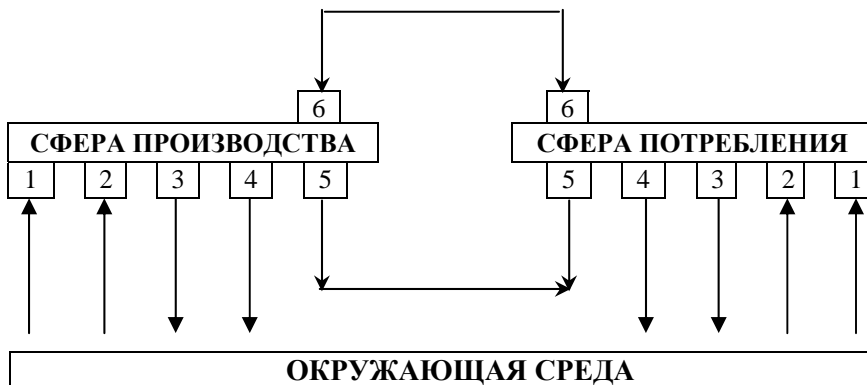 6 6
СФЕРА ПРОИЗВОДСТВА СФЕРА ПОТРЕБЛЕНИЯ
1 2 3 4 5 5 4 3 2 1
ОКРУЖАЮЩАЯ СРЕДА